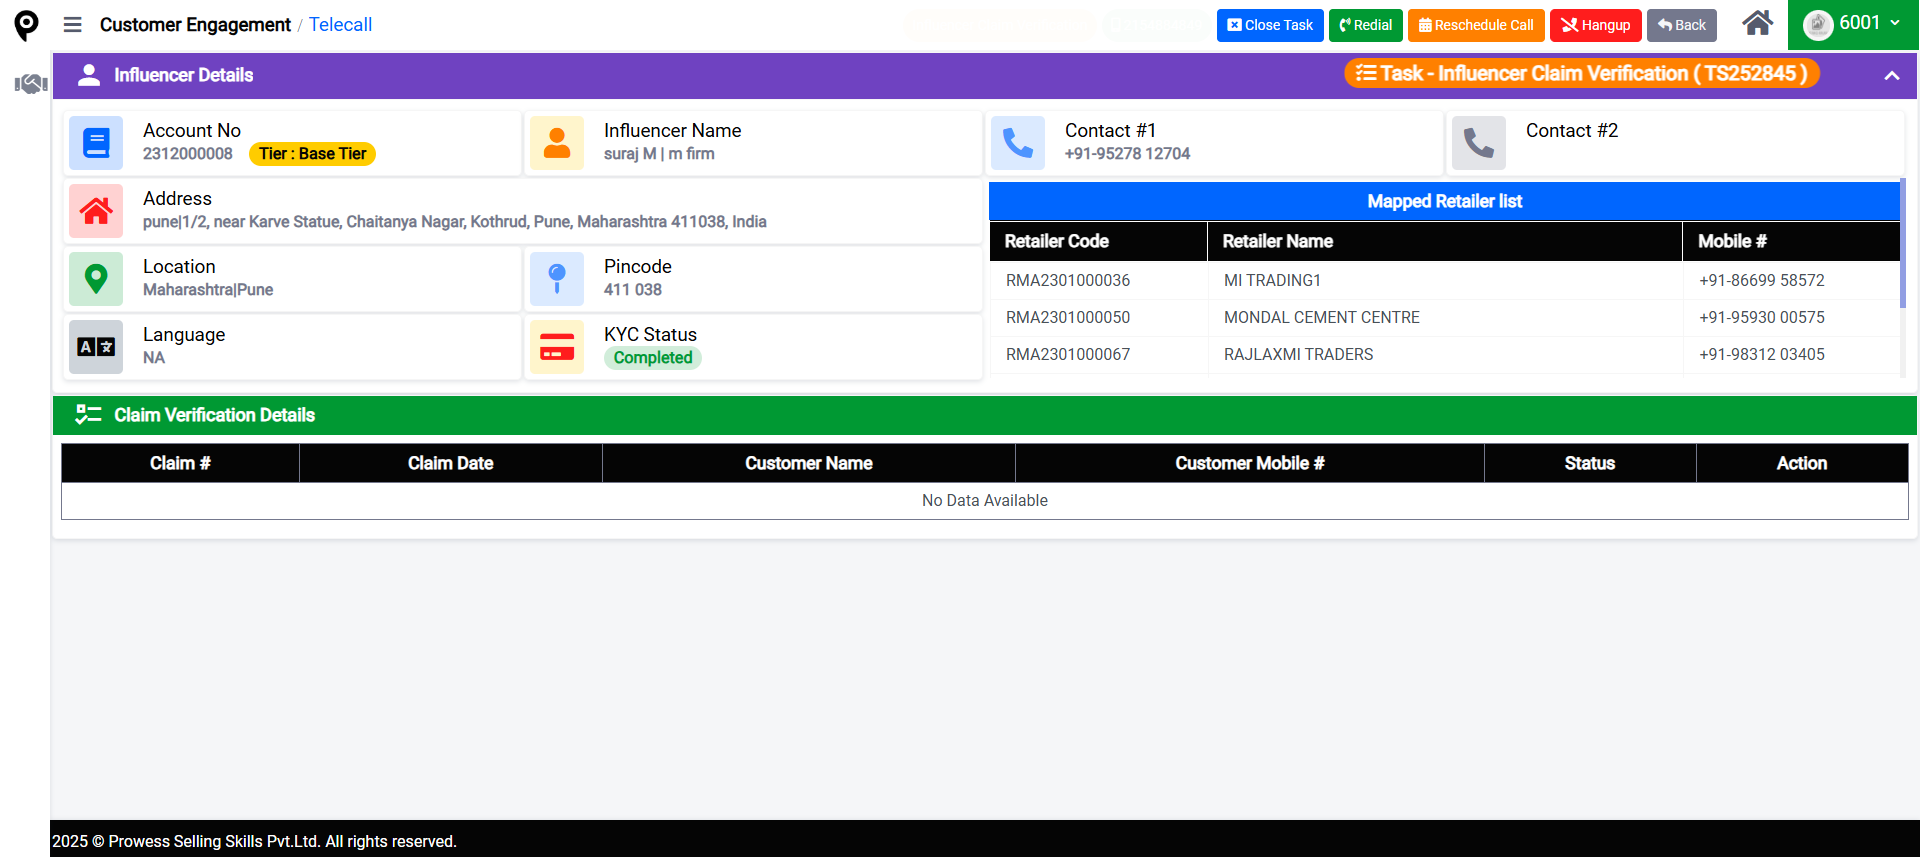 Customer Engagement / Telecall
Close Task
Redial
Reschedule Call
Hangup
Back
6001
Influencer Details
Task - Influencer Claim Verification ( TS252845 )
Account No
2312000008 Tier : Base Tier
Influencer Name
suraj M | m firm
Contact #1
+91-95278 12704
Contact #2
Address
pune|1/2, near Karve Statue, Chaitanya Nagar, Kothrud, Pune, Maharashtra 411038, India
Location
Maharashtra|Pune
Pincode
411 038
Language
NA
KYC Status
Completed
Mapped Retailer list
Retailer Code Retailer Name Mobile #
RMA2301000036 MI TRADING1 +91-86699 58572
RMA2301000050 MONDAL CEMENT CENTRE +91-95930 00575
RMA2301000067 RAJLAXMI TRADERS +91-98312 03405
Claim Verification Details
Claim # Claim Date Customer Name Customer Mobile # Status Action
No Data Available
2025 © Prowess Selling Skills Pvt.Ltd. All rights reserved.